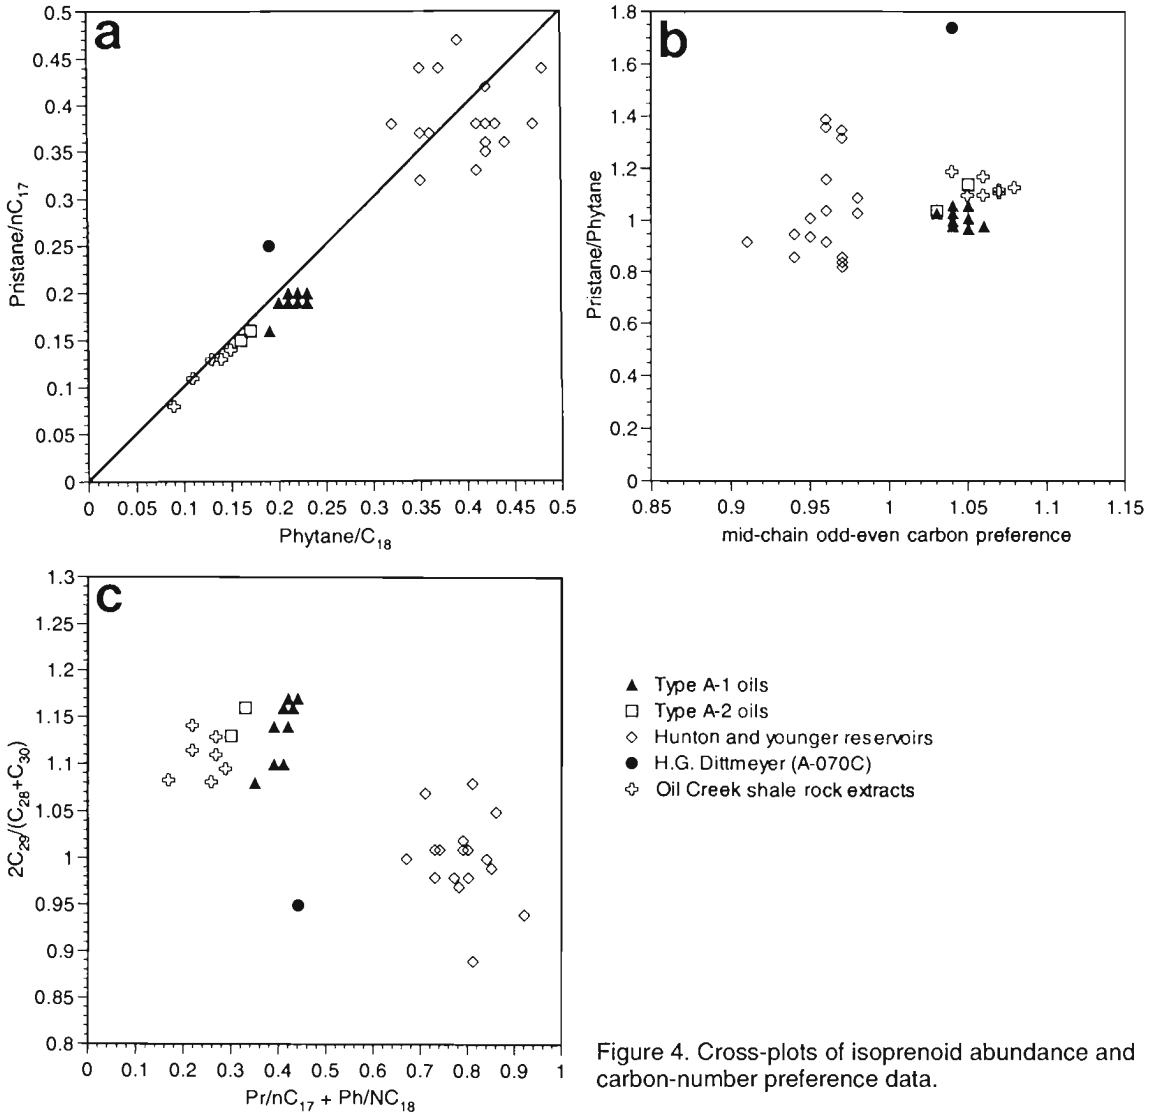 a
0.5
0.45
0.4
0.35
0.3
0.25
0.2
0.15
0.1
0.05
0
Pristane/nC17
0 0.05 0.1 0.15 0.2 0.25 0.3 0.35 0.4 0.45 0.5
Phytane/C18
b
1.8
1.6
1.4
1.2
1
0.8
0.6
0.4
0.2
0
Pristane/Phytane
0.85 0.9 0.95 1 1.05 1.1 1.15
mid-chain odd-even carbon preference
c
1.3
1.25
1.2
1.15
1.1
1.05
1
0.95
0.9
0.85
0.8
2C29/(C28+C30)
0 0.1 0.2 0.3 0.4 0.5 0.6 0.7 0.8 0.9 1
Pr/nC17 + Ph/NC18
Type A-1 oils
Type A-2 oils
Hunton and younger reservoirs
H.G. Dittmeyer (A-070C)
Oil Creek shale rock extracts
Figure 4. Cross-plots of isoprenoid abundance and
carbon-number preference data.